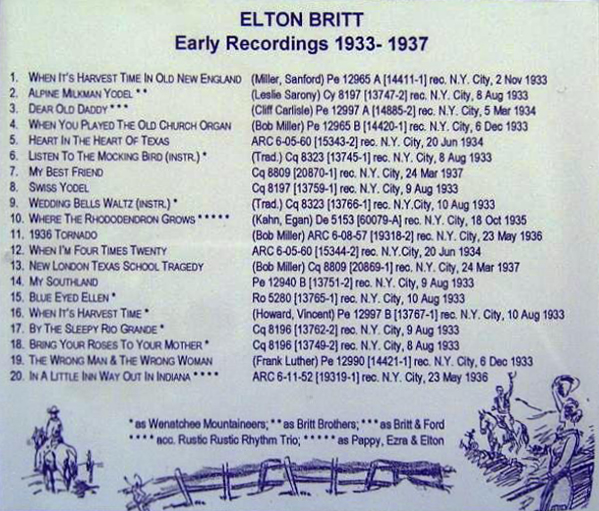 ELTON BRITT
Early Recordings 1933- 1937
1. WHEN IT'S HARVEST TIME IN OLD NEW ENGLAND (Miller, Sanford) Pe 12965 A [14411-1] rec. N.Y. City, 2 Nov 1933
2. ALPINE MILKMAN YODEL ** (Leslie Sarony) Cy 8197 [13747-2] rec. N.Y. City, 8 Aug 1933
3. DEAR OLD DADDY *** (Cliff Carlisle) Pe 12997 A [14885-2] rec. N.Y. City, 5 Mar 1934
4. WHEN YOU PLAYED THE OLD CHURCH ORGAN (Bob Miller) Pe 12965 B [14420-1] rec. N.Y. City, 6 Dec 1933
5. HEART IN THE HEART OF TEXAS ARC 6-05-60 [15343-2] rec. N.Y. City, 20 Jun 1934
6. LISTEN TO THE MOCKING BIRD (INSTR.) * (Trad.) Cq 8323 [13745-1] rec. N.Y. City, 8 Aug 1933
7. MY BEST FRIEND Cq 8809 [20870-1] rec. N.Y. City, 24 Mar 1937
8. SWISS YODEL Cq 8197 [13759-1] rec. N.Y. City, 9 Aug 1933
9. WEDDING BELLS WALTZ (INSTR.) * (Trad.) Cq 8323 [13766-1] rec. N.Y.City, 10 Aug 1933
10. WHERE THE RHODODENDRON GROWS ***** (Kahn, Egan) De 5153 [60079-A] rec. N.Y. City, 18 Oct 1935
11. 1936 TORNADO (Bob Miller) ARC 6-08-57 [19318-2] rec. N.Y. City, 23 May 1936
12. WHEN I'M FOUR TIMES TWENTY ARC 6-05-60 [15344-2] rec. N.Y.City, 20 Jun 1934
13. NEW LONDON TEXAS SCHOOL TRAGEDY (Bob Miller) Cq 8809 [20869-1] rec. N.Y. City, 24 Mar 1937
14. MY SOUTHLAND Pe 12940 B [13751-2] rec. N.Y. City, 9 Aug 1933
15. BLUE EYED ELLEN * Ro 5280 [13765-1] rec. N.Y. City, 10 Aug 1933
16. WHEN IT'S HARVEST TIME * (Howard, Vincent) Pe 12997 B [13767-1] rec. N.Y. City, 10 Aug 1933
17. BY THE SLEEPY RIO GRANDE * Cq 8196 [13762-2] rec. N.Y. City, 9 Aug 1933
18. BRING YOUR ROSES TO YOUR MOTHER * Cq 8196 [13749-2] rec. N.Y. City, 8 Aug 1933
19. THE WRONG MAN & THE WRONG WOMAN (Frank Luther) Pe 12990 [14421-1] rec. N.Y. City, 6 Dec 1933
20. IN A LITTLE INN WAY OUT IN INDIANA **** ARC 6-11-52 [19319-1] rec. N.Y. City, 23 May 1936
* as Wenatchee Mountaineers; ** as Britt Brothers; *** as Britt & Ford
**** acc. Rustic Rustic Rhythm Trio; ***** as Pappy, Ezra & Elton